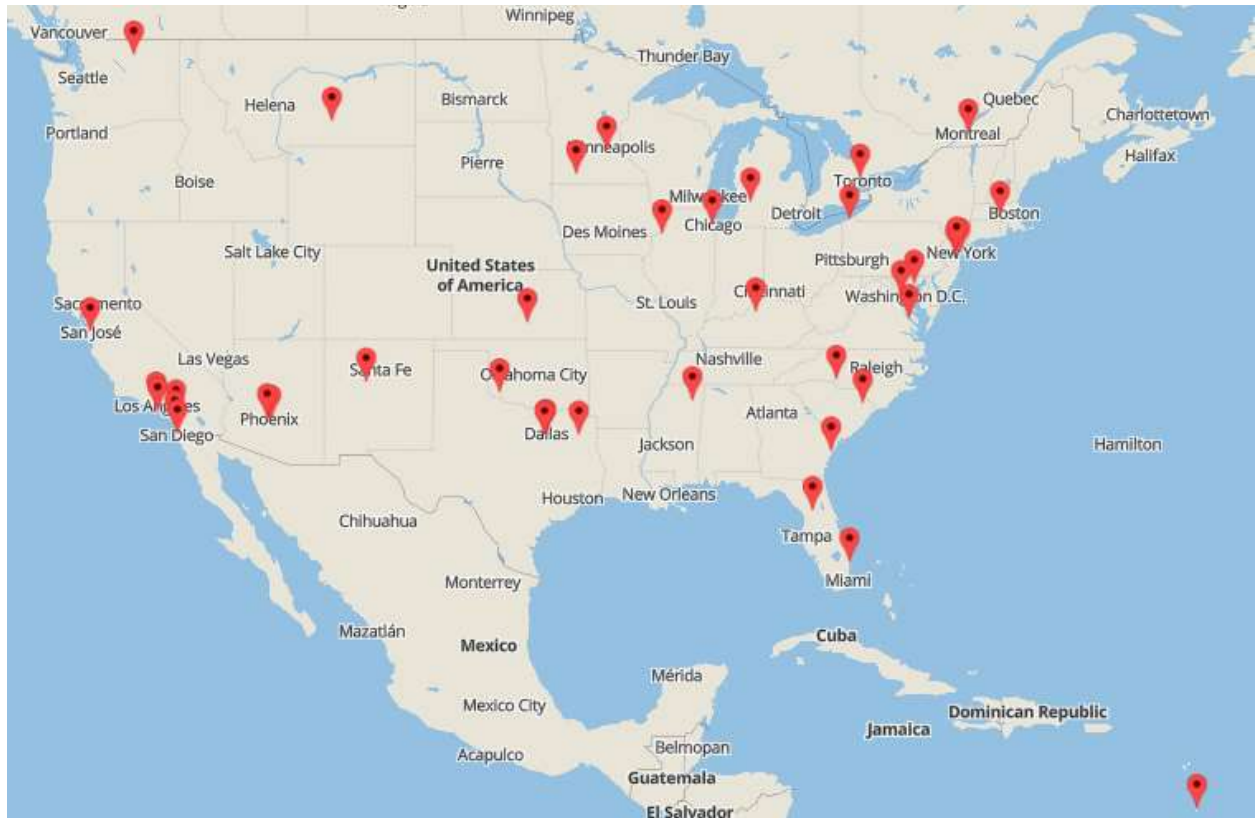 Winnipeg
Vancouver
Thunder Bay
Seattle
Helena
Bismarck
Quebec
Charlottetown
Montreal
Portland
Minneapolis
Halifax
Pierre
Boise
Toronto
Milwaukee
Detroit
Boston
Chicago
Des Moines
Salt Lake City
New York
Pittsburgh
United States
of America
Cincinnati
Washington D.C.
Sacramento
St. Louis
San José
Las Vegas
Nashville
Santa Fe
Raleigh
Oklahoma City
Los Angeles
Phoenix
Atlanta
Dallas
San Diego
Jackson
Hamilton
Houston
New Orleans
Chihuahua
Tampa
Monterrey
Miami
Mazatlán
Cuba
Mexico
Mérida
Mexico City
Dominican Republic
Jamaica
Belmopan
Acapulco
Guatemala
El Salvador